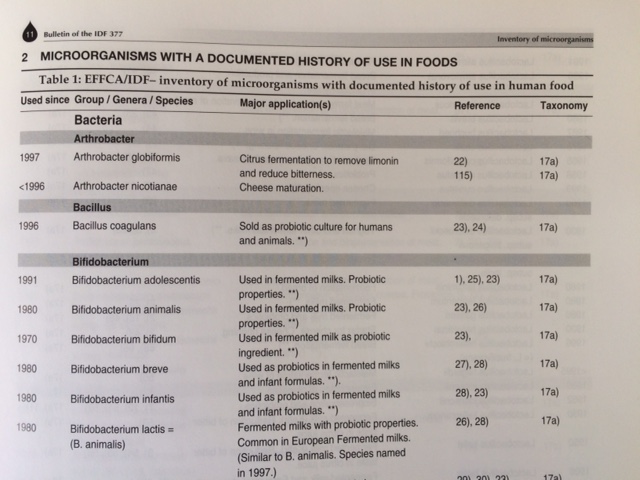 11 Bulletin of the IDF 377
Inventory of microorganisms
2 MICROORGANISMS WITH A DOCUMENTED HISTORY OF USE IN FOODS
Table 1: EFFCA/IDF– inventory of microorganisms with documented history of use in human food
Used since Group / Genera / Species Major application(s) Reference Taxonomy
Bacteria
Arthrobacter
1997 Arthrobacter globiformis Citrus fermentation to remove limonin 22) 17a)
and reduce bitterness. 115) 17a)
<1996 Arthrobacter nicotianae Cheese maturation.
Bacillus
1996 Bacillus coagulans Sold as probiotic culture for humans 23), 24) 17a)
and animals. **)
Bifidobacterium
1991 Bifidobacterium adolescentis Used in fermented milks. Probiotic 1), 25), 23) 17a)
properties. **)
1980 Bifidobacterium animalis Used in fermented milks. Probiotic 23), 26) 17a)
properties. **)
1970 Bifidobacterium bifidum Used in fermented milk as probiotic 23), 17a)
ingredient. **)
1980 Bifidobacterium breve Used as probiotics in fermented milks 27), 28) 17a)
and infant formulas. **).
1980 Bifidobacterium infantis Used as probiotics in fermented milks 28), 23) 17a)
and infant formulas. **)
1980 Bifidobacterium lactis = Fermented milks with probiotic properties. 26), 28) 17a)
(B. animalis) Common in European Fermented milks.
(Similar to B. animalis. Species named
in 1997.)